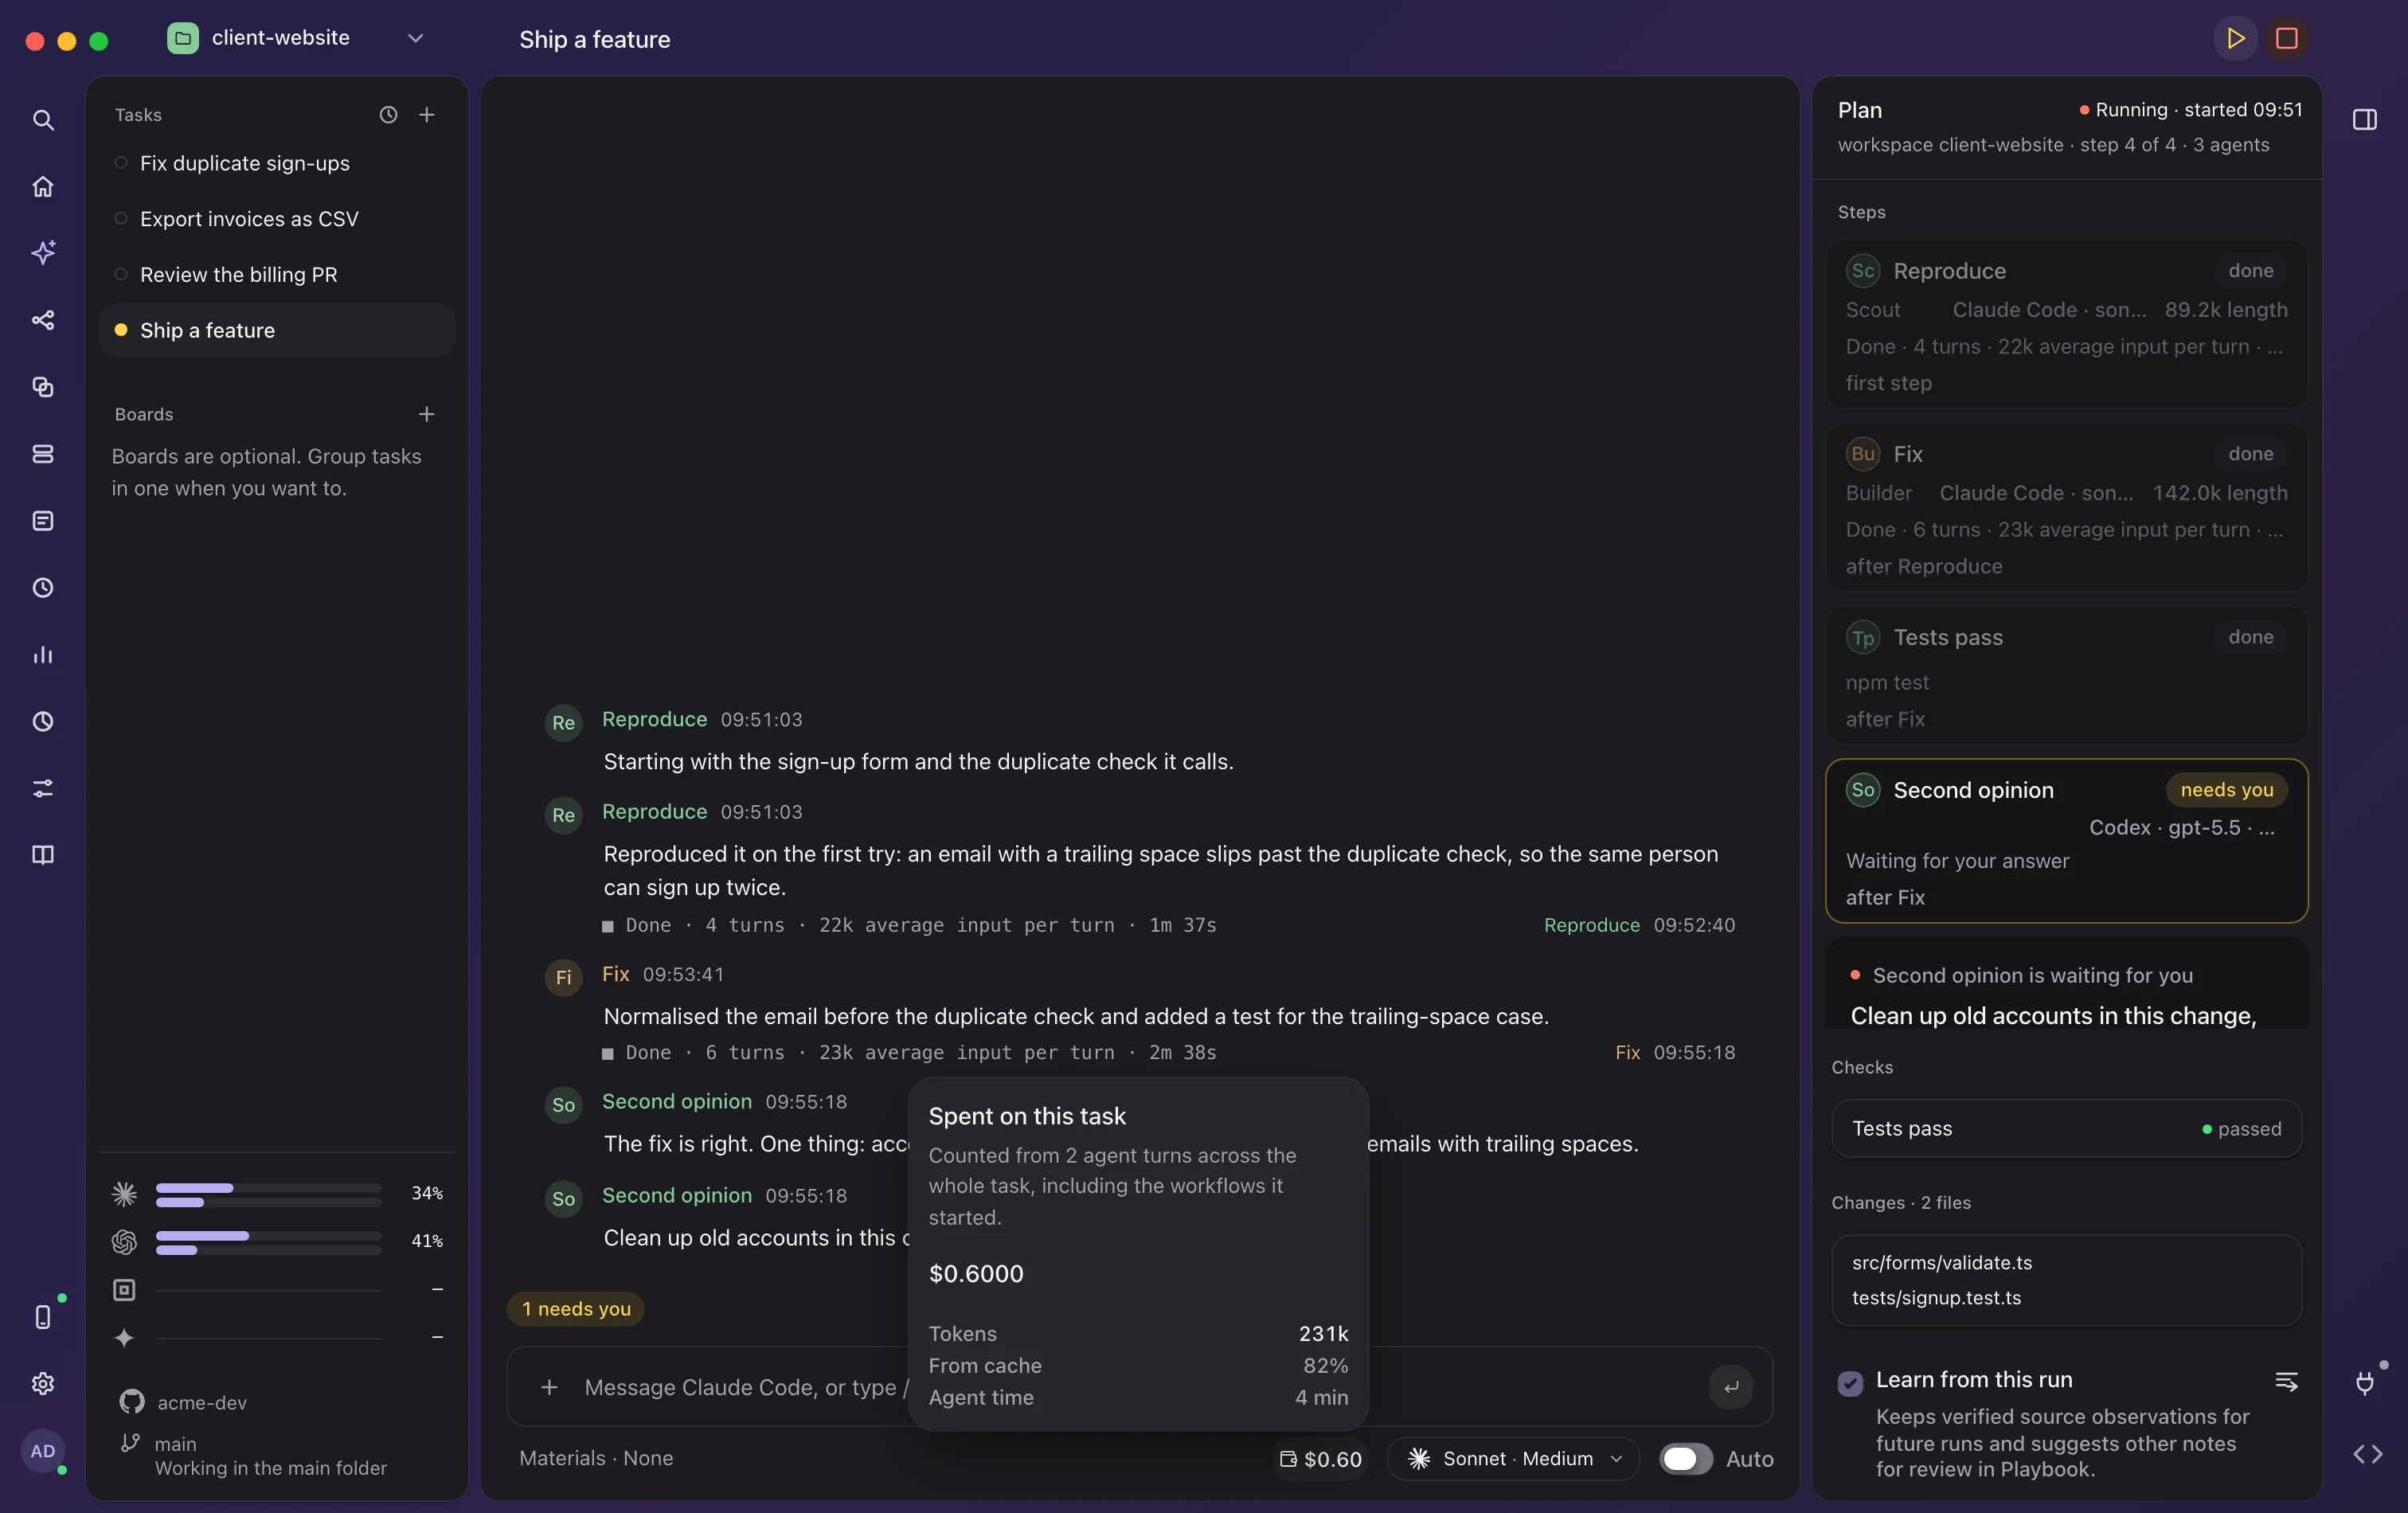 client-website
Ship a feature
Tasks
Fix duplicate sign-ups
Export invoices as CSV
Review the billing PR
Ship a feature
Boards
Boards are optional. Group tasks
in one when you want to.
34%
41%
–
–
acme-dev
main
Working in the main folder
AD
Re
Reproduce 09:51:03
Starting with the sign-up form and the duplicate check it calls.
Re
Reproduce 09:51:03
Reproduced it on the first try: an email with a trailing space slips past the duplicate check, so the same person
can sign up twice.
Done · 4 turns · 22k average input per turn · 1m 37s
Reproduce 09:52:40
Fi
Fix 09:53:41
Normalised the email before the duplicate check and added a test for the trailing-space case.
Done · 6 turns · 23k average input per turn · 2m 38s
Fix 09:55:18
So
Second opinion 09:55:18
The fix is right. One thing: acc emails with trailing spaces.
So
Second opinion 09:55:18
Clean up old accounts in this c
Spent on this task
Counted from 2 agent turns across the
whole task, including the workflows it
started.
$0.6000
Tokens 231k
From cache 82%
Agent time 4 min
1 needs you
Message Claude Code, or type /
Materials · None
$0.60
Sonnet · Medium
Auto
Plan
Running · started 09:51
workspace client-website · step 4 of 4 · 3 agents
Steps
Sc Reproduce done
Scout Claude Code · son... 89.2k length
Done · 4 turns · 22k average input per turn · ...
first step
Bu Fix done
Builder Claude Code · son... 142.0k length
Done · 6 turns · 23k average input per turn · ...
after Reproduce
Tp Tests pass done
npm test
after Fix
So Second opinion needs you
Codex · gpt-5.5 · ...
Waiting for your answer
after Fix
Second opinion is waiting for you
Clean up old accounts in this change,
Checks
Tests pass passed
Changes · 2 files
src/forms/validate.ts
tests/signup.test.ts
Learn from this run
Keeps verified source observations for
future runs and suggests other notes
for review in Playbook.